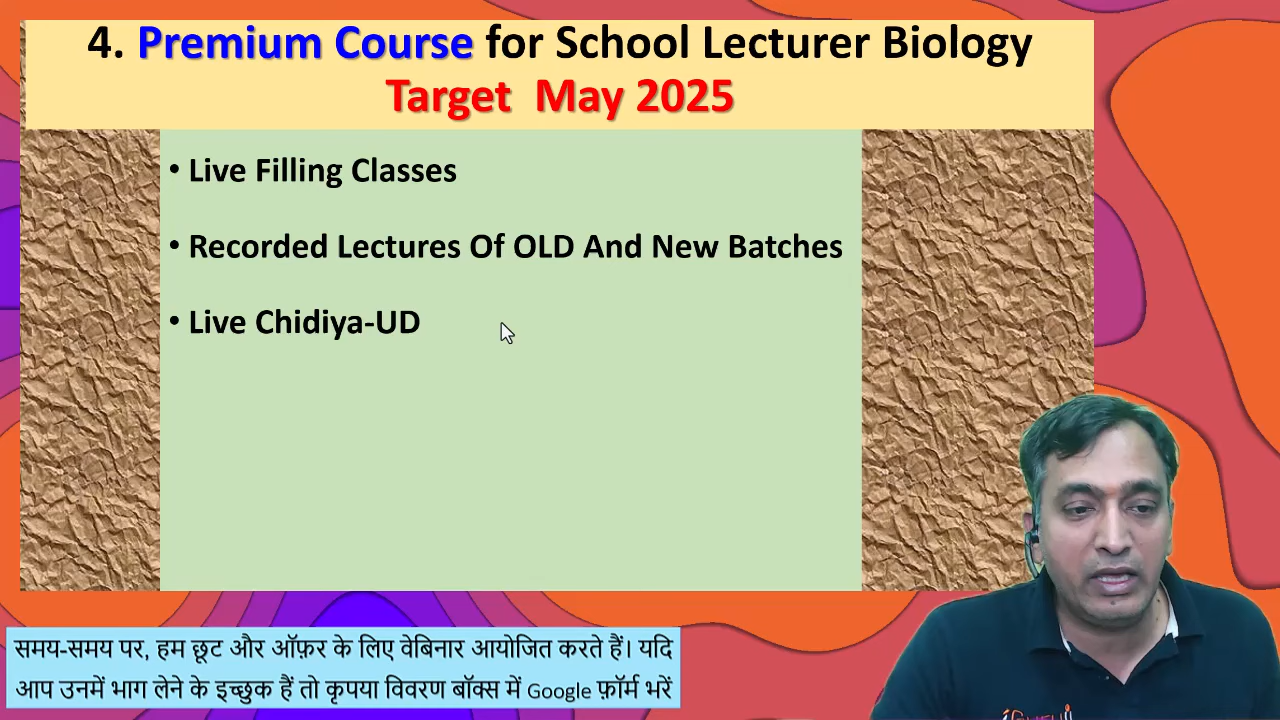 4. Premium Course for School Lecturer Biology
Target May 2025
• Live Filling Classes
• Recorded Lectures Of OLD And New Batches
• Live Chidiya-UD
समय-समय पर, हम छूट और ऑफ़र के लिए वेबिनार आयोजित करते हैं। यदि
आप उनमें भाग लेने के इच्छुक हैं तो कृपया विवरण बॉक्स में Google फ़ॉर्म भरें